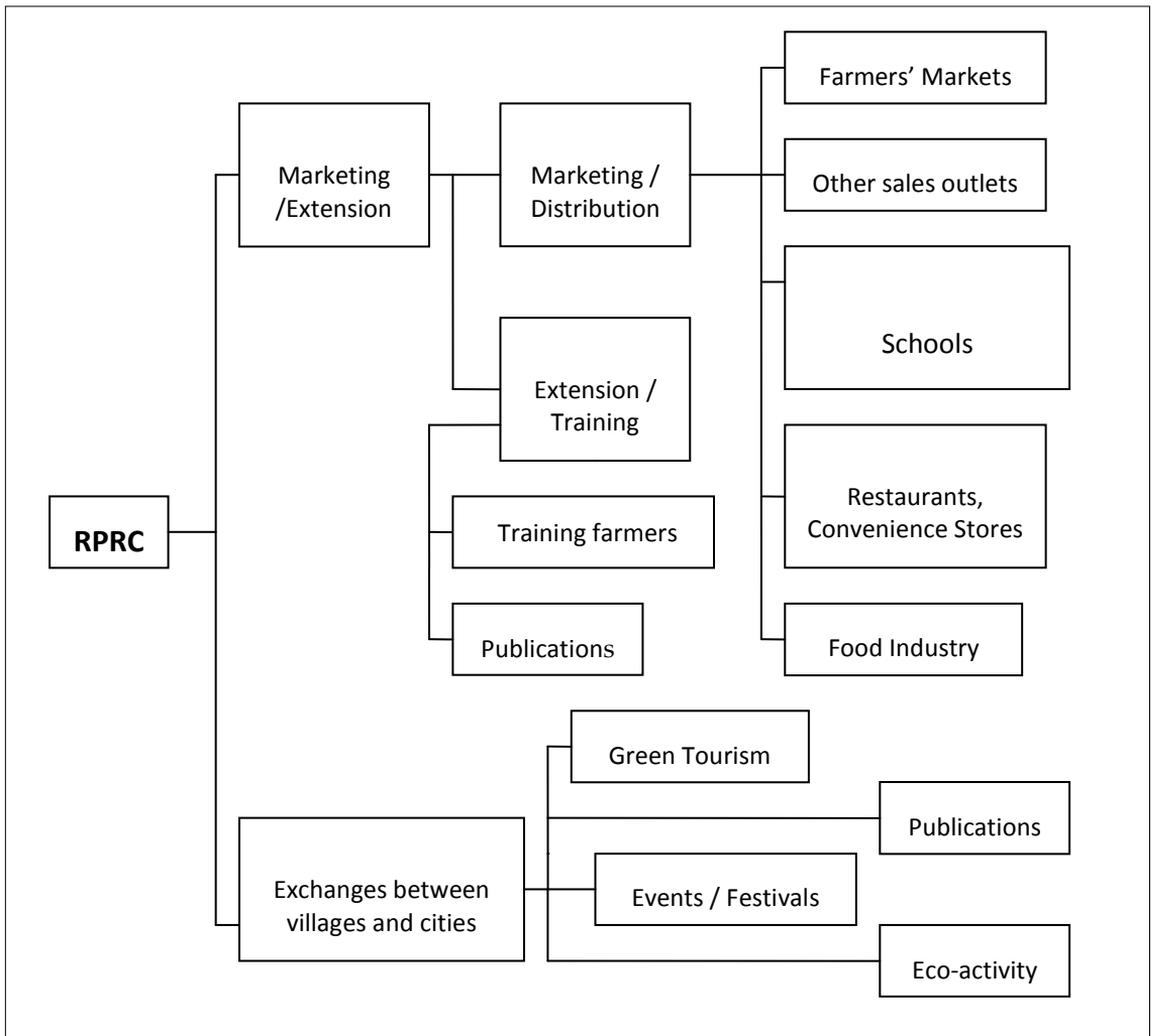 Farmers’ Markets
Marketing
/Extension
Marketing /
Distribution
Other sales outlets
Schools
Extension /
Training
RPRC
Training farmers
Restaurants,
Convenience Stores
Publications
Food Industry
Green Tourism
Publications
Exchanges between
villages and cities
Events / Festivals
Eco-activity